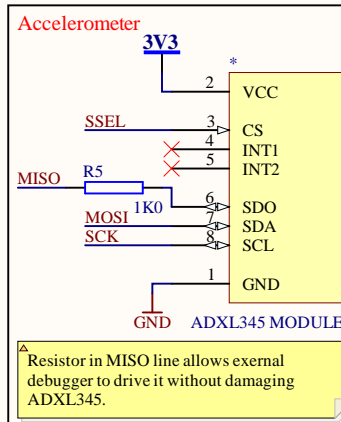 Accelerometer
3V3
*
2 VCC
SSEL 3 CS
4 INT1
5 INT2
MISO R5 1K0 6 SDO
MOSI 7 SDA
SCK 8 SCL
1 GND
GND ADXL345 MODULE
Resistor in MISO line allows exernal
debugger to drive it without damaging
ADXL345.